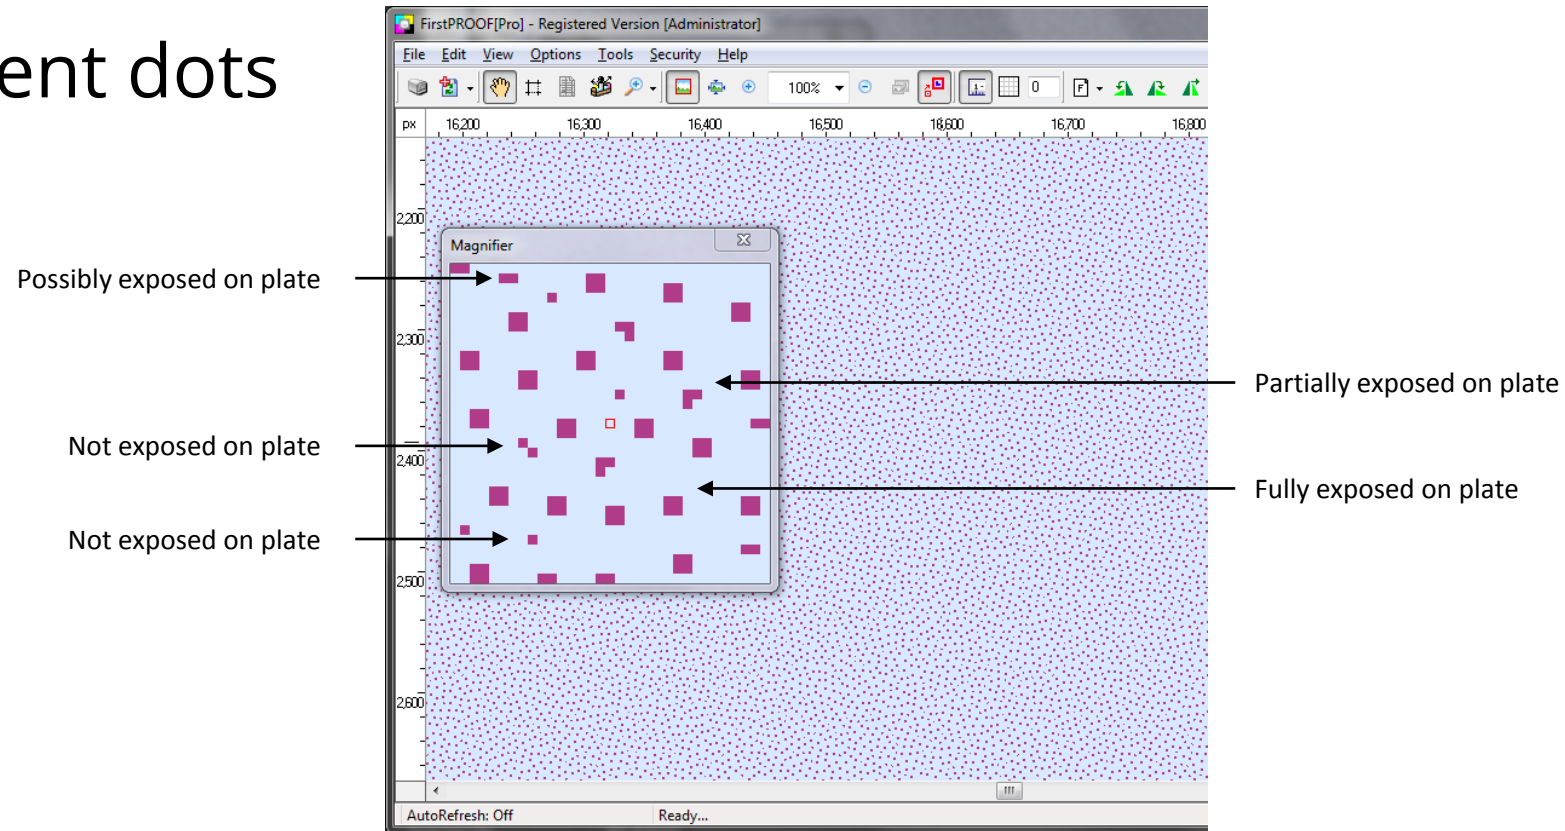 ent dots
FirstPROOF[Pro] - Registered Version [Administrator]
File Edit View Options Tools Security Help
100% 1:- 0 F
px 16,200 16,300 16,400 16,500 16,600 16,700 16,800
2,200
Magnifier
Possibly exposed on plate
2,300
Partially exposed on plate
Not exposed on plate
2,400
Fully exposed on plate
Not exposed on plate
2,500
2,600
AutoRefresh: Off Ready...